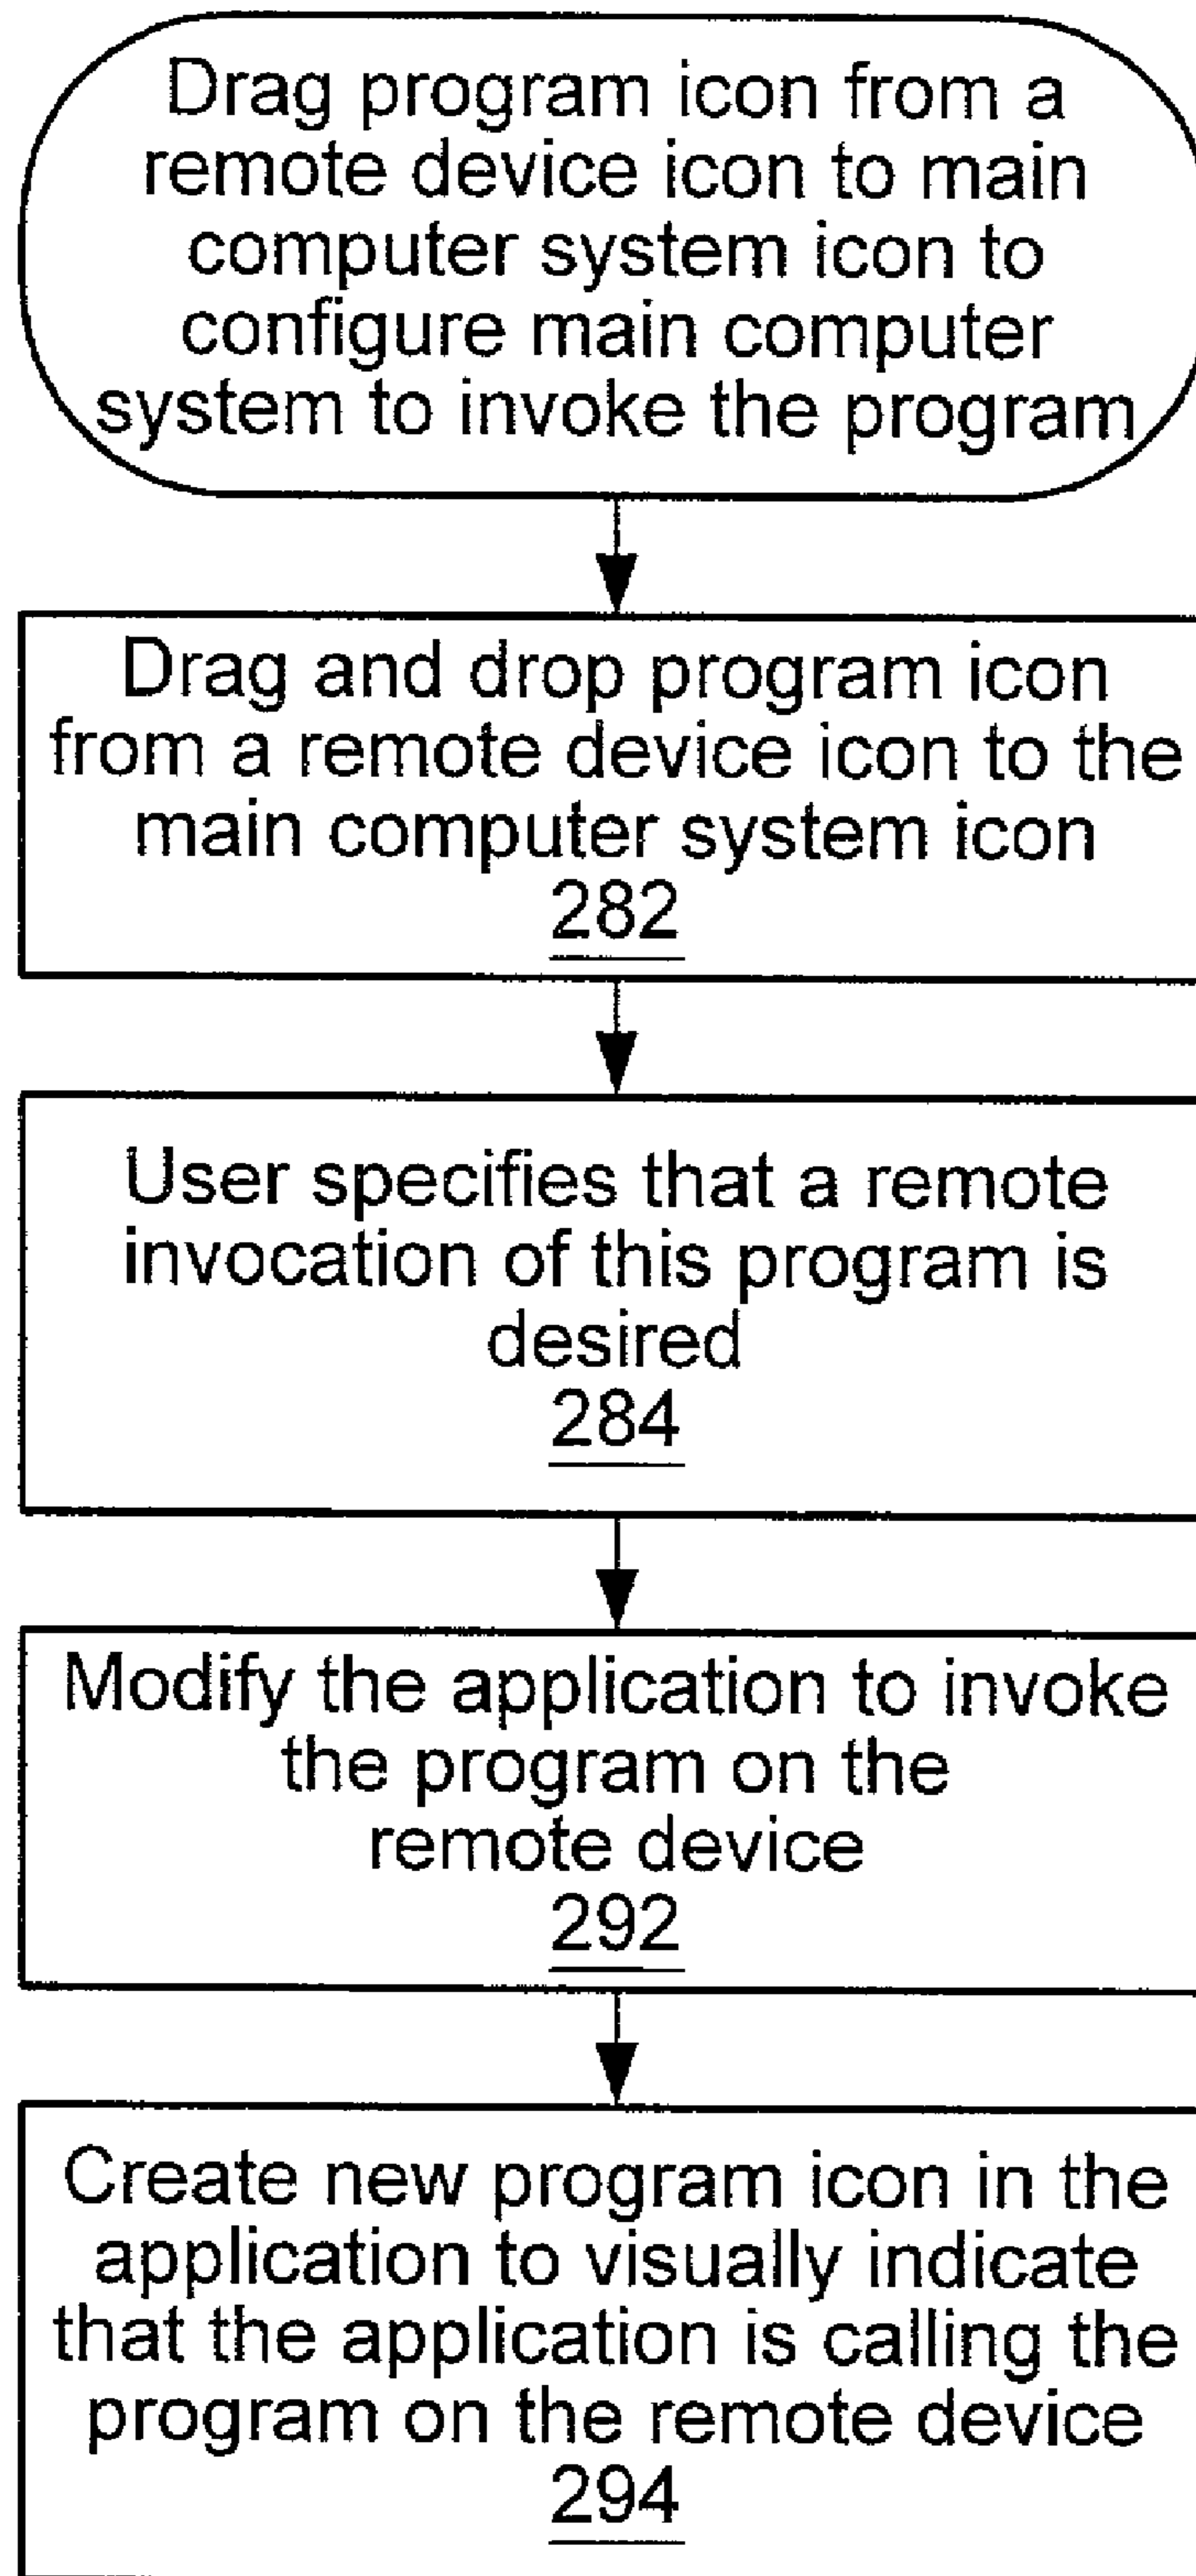 Drag program icon from a
remote device icon to main
computer system icon to
configure main computer
system to invoke the program
Drag and drop program icon
from a remote device icon to the
main computer system icon
282
User specifies that a remote
invocation of this program is
desired
284
Modify the application to invoke
the program on the
remote device
292
Create new program icon in the
application to visually indicate
that the application is calling the
program on the remote device
294